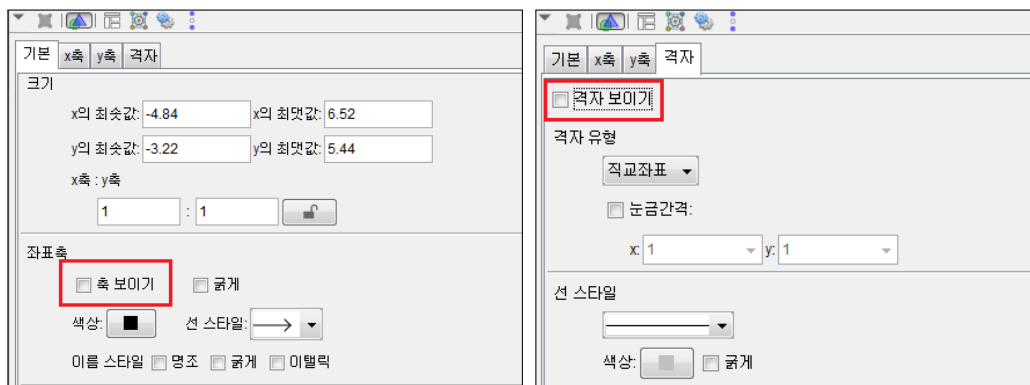 기본 x축 y축 격자
크기
x의 최솟값: -4.84 x의 최댓값: 6.52
y의 최솟값: -3.22 y의 최댓값: 5.44
x축 : y축
1 : 1
좌표축
축 보이기 굵게
색상: 선 스타일:
이름 스타일 명조 굵게 이탤릭
기본 x축 y축 격자
격자 보이기
격자 유형
직교좌표
눈금간격:
x: 1 y: 1
선 스타일
색상: 굵게